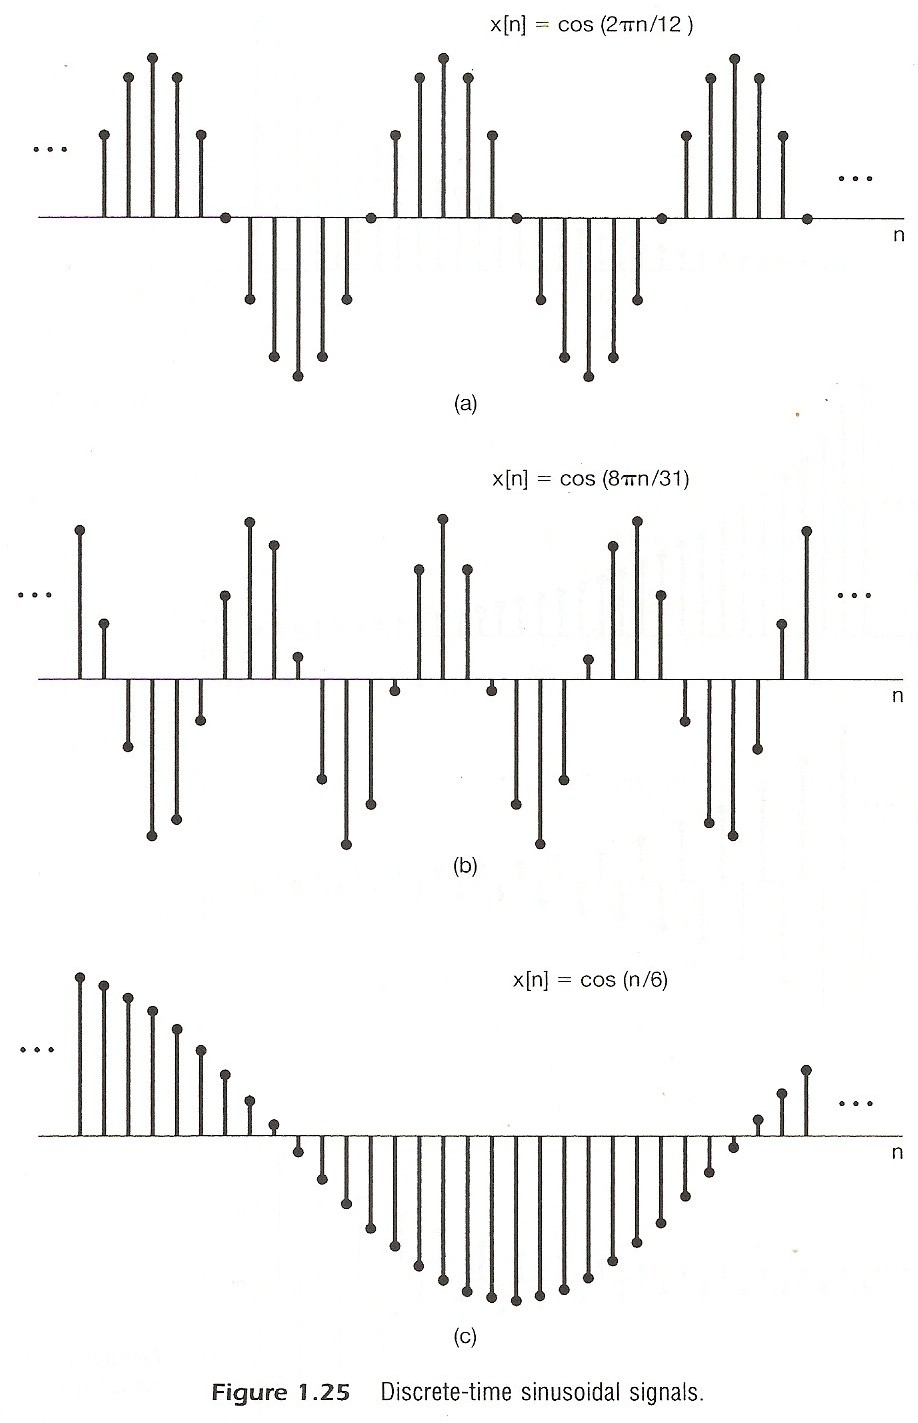 x[n] = cos (2πn/12 )
...
...
n
(a)
x[n] = cos (8πn/31)
...
...
n
(b)
x[n] = cos (n/6)
...
...
n
(c)
Figure 1.25 Discrete-time sinusoidal signals.